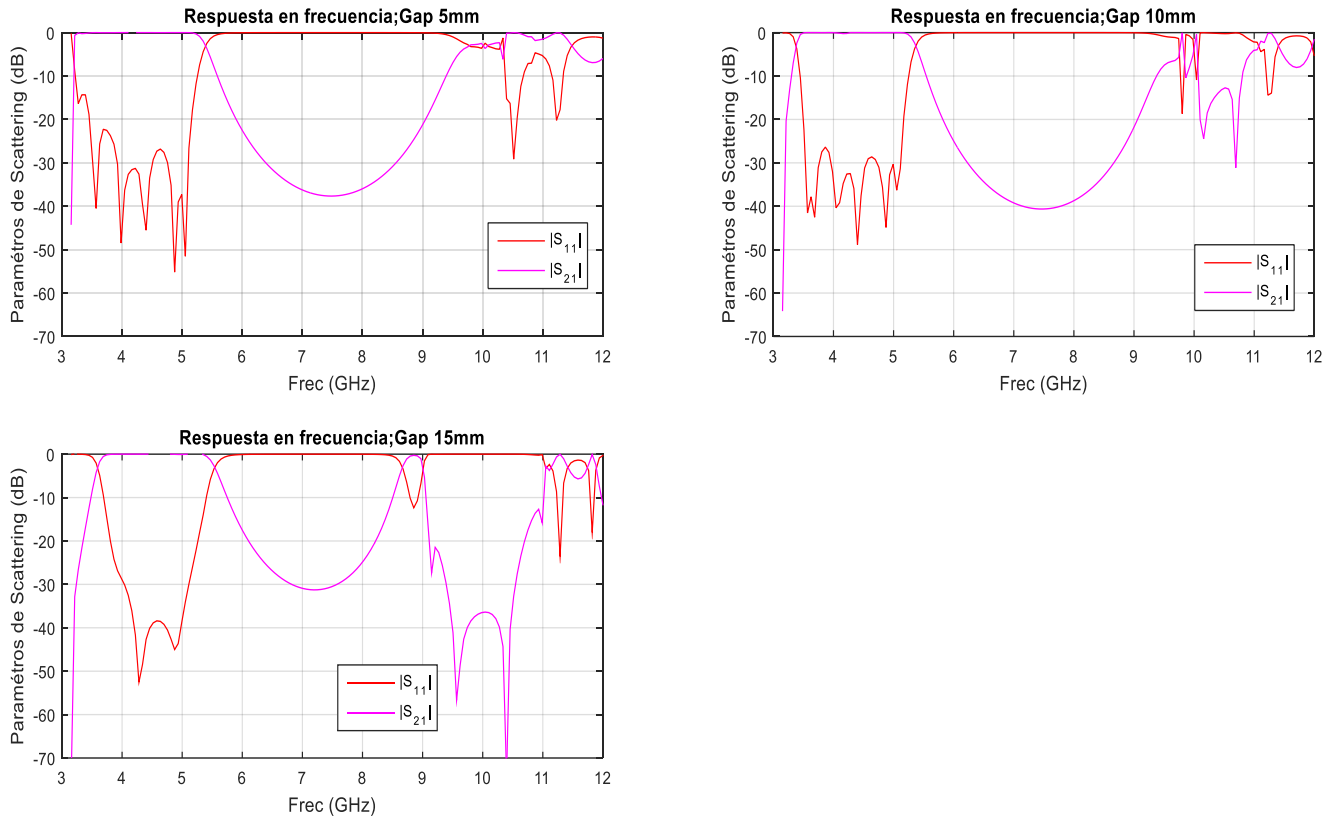 Respuesta en frecuencia;Gap 5mm
Paramétros de Scattering (dB)
0
-10
-20
-30
-40
-50
-60
-70
|S11|
|S21|
3 4 5 6 7 8 9 10 11 12
Frec (GHz)
Respuesta en frecuencia;Gap 10mm
Paramétros de Scattering (dB)
0
-10
-20
-30
-40
-50
-60
-70
|S11|
|S21|
3 4 5 6 7 8 9 10 11 12
Frec (GHz)
Respuesta en frecuencia;Gap 15mm
Paramétros de Scattering (dB)
0
-10
-20
-30
-40
-50
-60
-70
|S11|
|S21|
3 4 5 6 7 8 9 10 11 12
Frec (GHz)